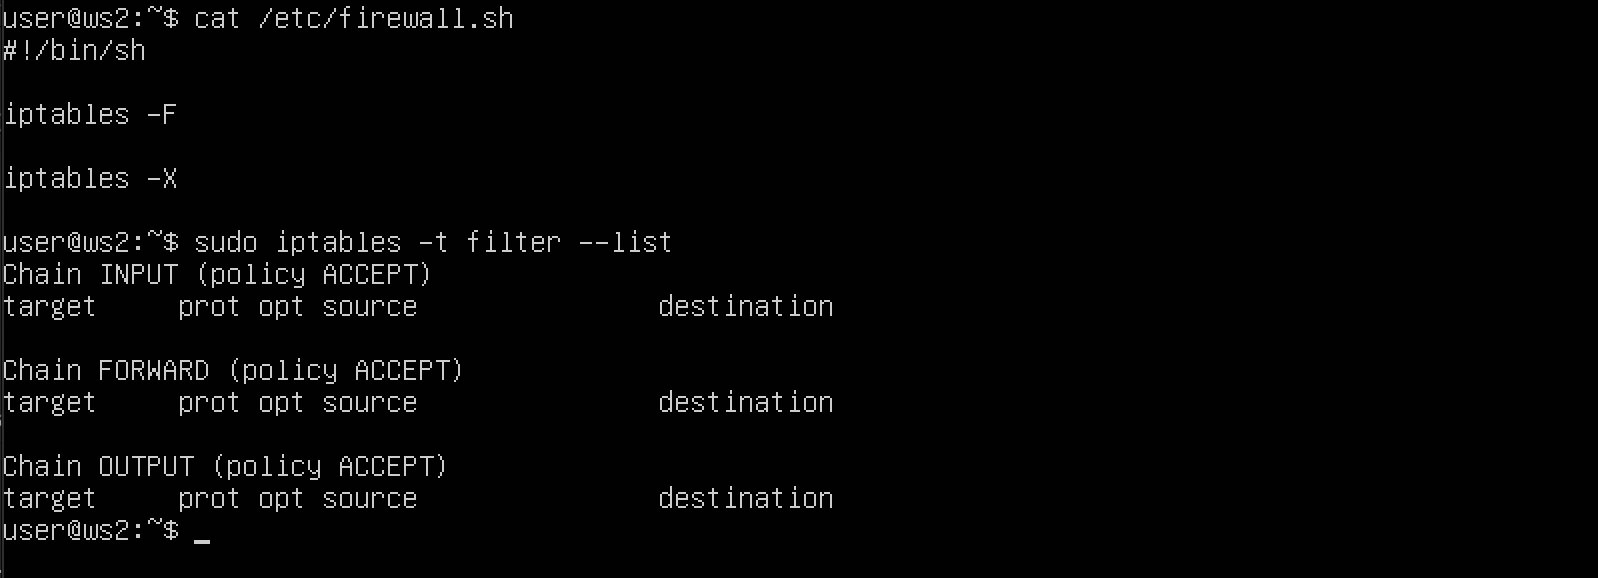 user@ws2:~$ cat /etc/firewall.sh
#!/bin/sh
iptables -F
iptables -X
user@ws2:~$ sudo iptables -t filter --list
Chain INPUT (policy ACCEPT)
target     prot opt source               destination
Chain FORWARD (policy ACCEPT)
target     prot opt source               destination
Chain OUTPUT (policy ACCEPT)
target     prot opt source               destination
user@ws2:~$ _